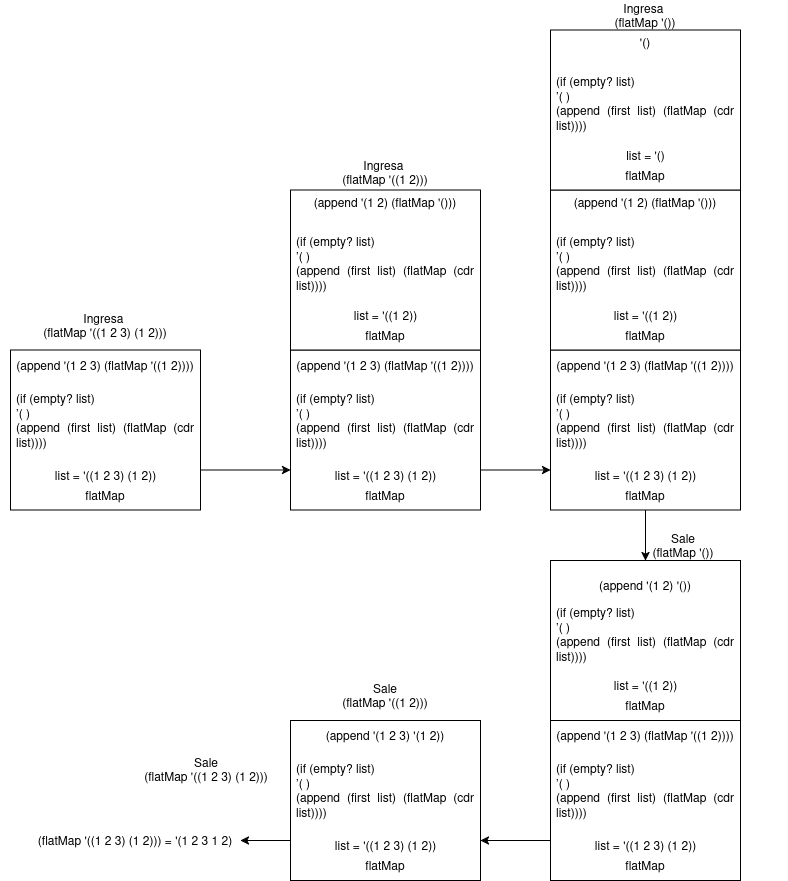 Ingresa
(flatMap '())
'()
(if (empty? list)
'( )
(append (first list) (flatMap (cdr
list))))
list = '()
flatMap
Ingresa
(flatMap '((1 2)))
(append '(1 2) (flatMap '()))
(if (empty? list)
'( )
(append (first list) (flatMap (cdr
list))))
list = '((1 2))
flatMap
(append '(1 2) (flatMap '()))
(if (empty? list)
'( )
(append (first list) (flatMap (cdr
list))))
list = '((1 2))
flatMap
Ingresa
(flatMap '((1 2 3) (1 2)))
(append '(1 2 3) (flatMap '((1 2))))
(if (empty? list)
'( )
(append (first list) (flatMap (cdr
list))))
list = '((1 2 3) (1 2))
flatMap
(append '(1 2 3) (flatMap '((1 2))))
(if (empty? list)
'( )
(append (first list) (flatMap (cdr
list))))
list = '((1 2 3) (1 2))
flatMap
(append '(1 2 3) (flatMap '((1 2))))
(if (empty? list)
'( )
(append (first list) (flatMap (cdr
list))))
list = '((1 2 3) (1 2))
flatMap
Sale
(flatMap '())
(append '(1 2) '())
(if (empty? list)
'( )
(append (first list) (flatMap (cdr
list))))
list = '((1 2))
flatMap
(append '(1 2 3) (flatMap '((1 2))))
(if (empty? list)
'( )
(append (first list) (flatMap (cdr
list))))
list = '((1 2 3) (1 2))
flatMap
Sale
(flatMap '((1 2)))
(append '(1 2 3) '(1 2))
(if (empty? list)
'( )
(append (first list) (flatMap (cdr
list))))
list = '((1 2 3) (1 2))
flatMap
Sale
(flatMap '((1 2 3) (1 2)))
(flatMap '((1 2 3) (1 2))) = '(1 2 3 1 2)